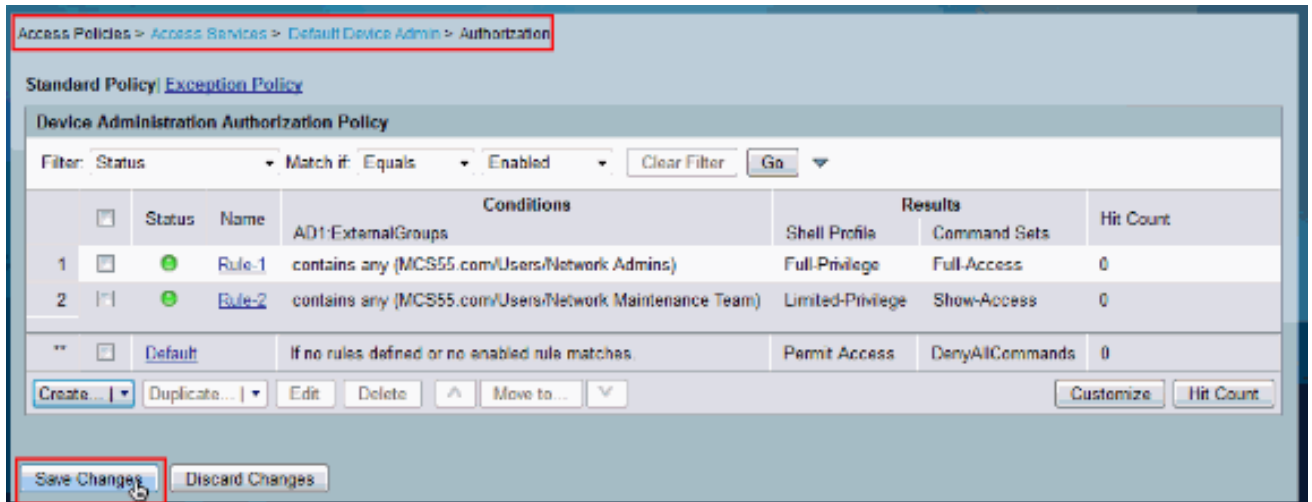 Access Policies > Access Services > Default Device Admin > Authorization
Standard Policy| Exception Policy
Device Administration Authorization Policy
Filter: Status Match if: Equals Enabled Clear Filter Go
Conditions Results
Status Name Hit Count
AD1:ExternalGroups Shell Profile Command Sets
1 Rule-1 contains any (MCS55.com/Users/Network Admins) Full-Privilege Full-Access 0
2 Rule-2 contains any (MCS55.com/Users/Network Maintenance Team) Limited-Privilege Show-Access 0
** Default If no rules defined or no enabled rule matches. Permit Access DenyAllCommands 0
Create... | Duplicate... | Edit Delete Move to... Customize Hit Count
Save Changes Discard Changes